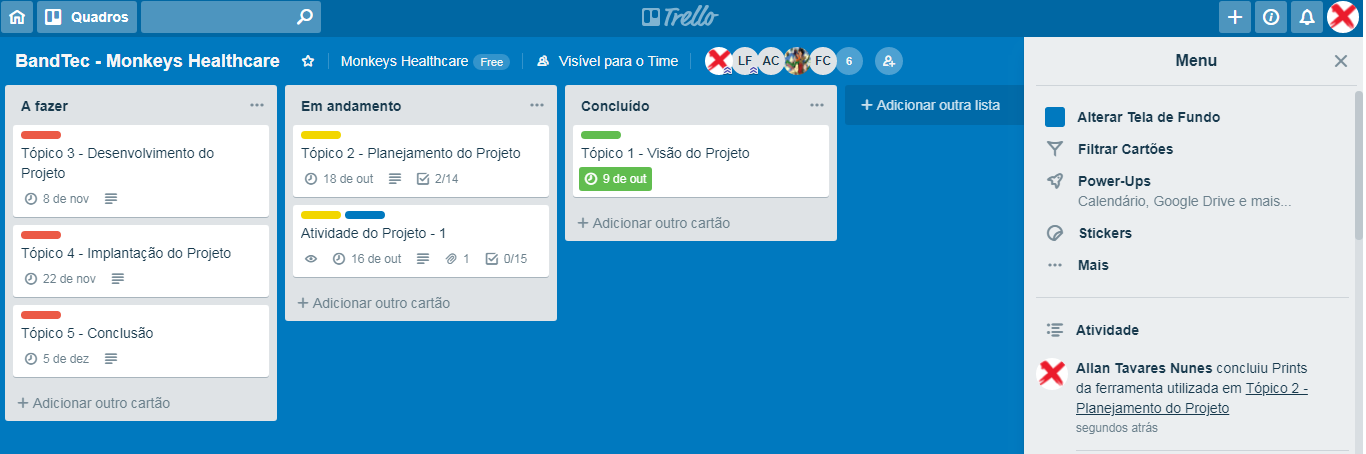 Quadros
Trello
BandTec - Monkeys Healthcare
Monkeys Healthcare Free
Visível para o Time
LF
AC
FC
6
A fazer
Tópico 3 - Desenvolvimento do
Projeto
8 de nov
Tópico 4 - Implantação do Projeto
22 de nov
Tópico 5 - Conclusão
5 de dez
+ Adicionar outro cartão
Em andamento
Tópico 2 - Planejamento do Projeto
18 de out 2/14
Atividade do Projeto - 1
16 de out 1 0/15
+ Adicionar outro cartão
Concluído
Tópico 1 - Visão do Projeto
9 de out
+ Adicionar outro cartão
+ Adicionar outra lista
Menu
Alterar Tela de Fundo
Filtrar Cartões
Power-Ups
Calendário, Google Drive e mais...
Stickers
Mais
Atividade
Allan Tavares Nunes concluiu Prints
da ferramenta utilizada em Tópico 2 -
Planejamento do Projeto
segundos atrás